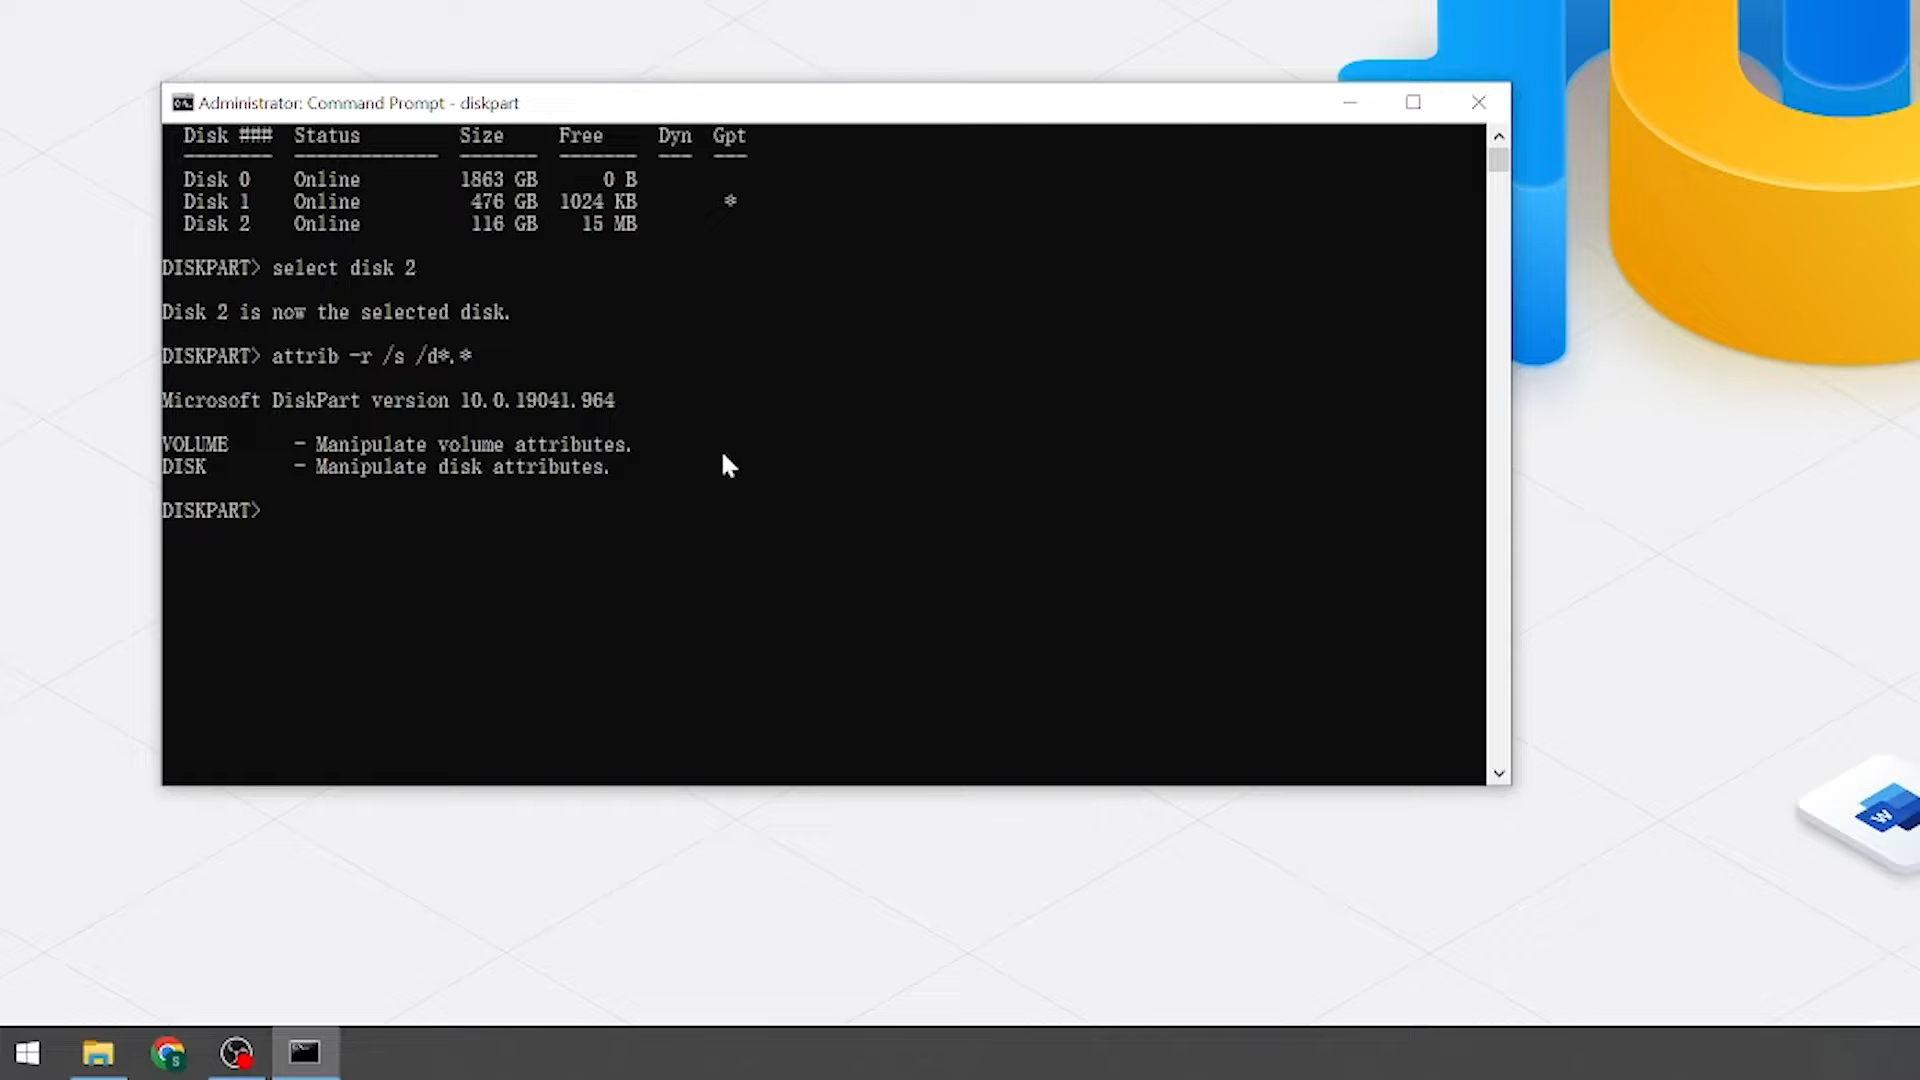 Administrator: Command Prompt - diskpart
Disk ### Status Size Free Dyn Gpt
-------- ------------- ------- ------- --- ---
Disk 0 Online 1863 GB 0 B
Disk 1 Online 476 GB 1024 KB *
Disk 2 Online 116 GB 15 MB
DISKPART> select disk 2
Disk 2 is now the selected disk.
DISKPART> attrib -r /s /d*.*
Microsoft DiskPart version 10.0.19041.964
VOLUME - Manipulate volume attributes.
DISK - Manipulate disk attributes.
DISKPART>
W
S